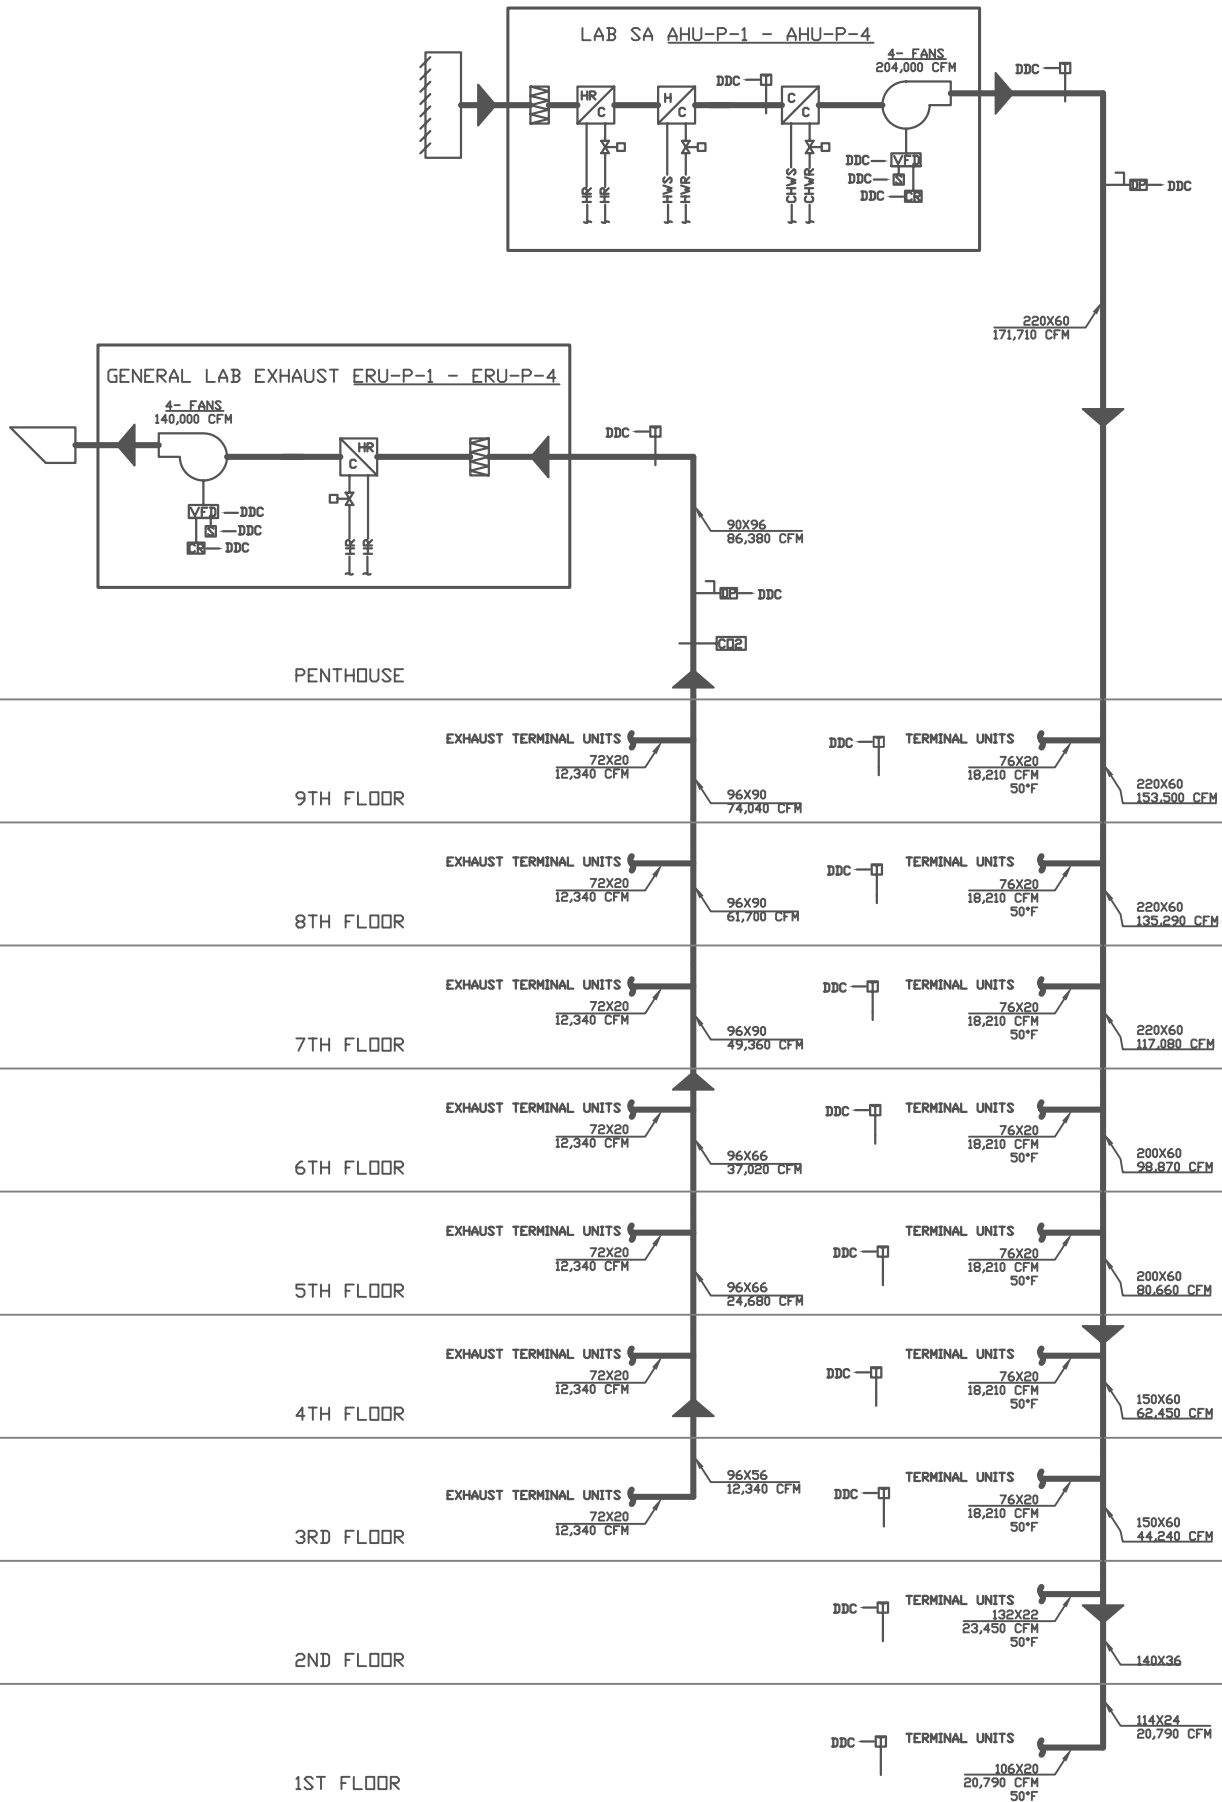 LAB SA AHU-P-1 - AHU-P-4
4- FANS
204,000 CFM
DDC
DDC
HR
C
H
C
C
C
HR
HR
HWS
HWR
CHWS
CHWR
DDC
VFD
DDC
S
DDC
CR
DP
DDC
220X60
171,710 CFM
GENERAL LAB EXHAUST ERU-P-1 - ERU-P-4
4- FANS
140,000 CFM
HR
C
DDC
VFD
DDC
S
DDC
CR
DDC
HR
HR
90X96
86,380 CFM
DP
DDC
CO2
PENTHOUSE
EXHAUST TERMINAL UNITS
72X20
12,340 CFM
96X90
74,040 CFM
DDC
TERMINAL UNITS
76X20
18,210 CFM
50°F
220X60
153,500 CFM
9TH FLOOR
EXHAUST TERMINAL UNITS
72X20
12,340 CFM
96X90
61,700 CFM
DDC
TERMINAL UNITS
76X20
18,210 CFM
50°F
220X60
135,290 CFM
8TH FLOOR
EXHAUST TERMINAL UNITS
72X20
12,340 CFM
96X90
49,360 CFM
DDC
TERMINAL UNITS
76X20
18,210 CFM
50°F
220X60
117,080 CFM
7TH FLOOR
EXHAUST TERMINAL UNITS
72X20
12,340 CFM
96X66
37,020 CFM
DDC
TERMINAL UNITS
76X20
18,210 CFM
50°F
200X60
98,870 CFM
6TH FLOOR
EXHAUST TERMINAL UNITS
72X20
12,340 CFM
96X66
24,680 CFM
DDC
TERMINAL UNITS
76X20
18,210 CFM
50°F
200X60
80,660 CFM
5TH FLOOR
EXHAUST TERMINAL UNITS
72X20
12,340 CFM
DDC
TERMINAL UNITS
76X20
18,210 CFM
50°F
150X60
62,450 CFM
4TH FLOOR
EXHAUST TERMINAL UNITS
72X20
12,340 CFM
96X56
12,340 CFM
DDC
TERMINAL UNITS
76X20
18,210 CFM
50°F
150X60
44,240 CFM
3RD FLOOR
DDC
TERMINAL UNITS
132X22
23,450 CFM
50°F
140X36
2ND FLOOR
114X24
20,790 CFM
DDC
TERMINAL UNITS
106X20
20,790 CFM
50°F
1ST FLOOR